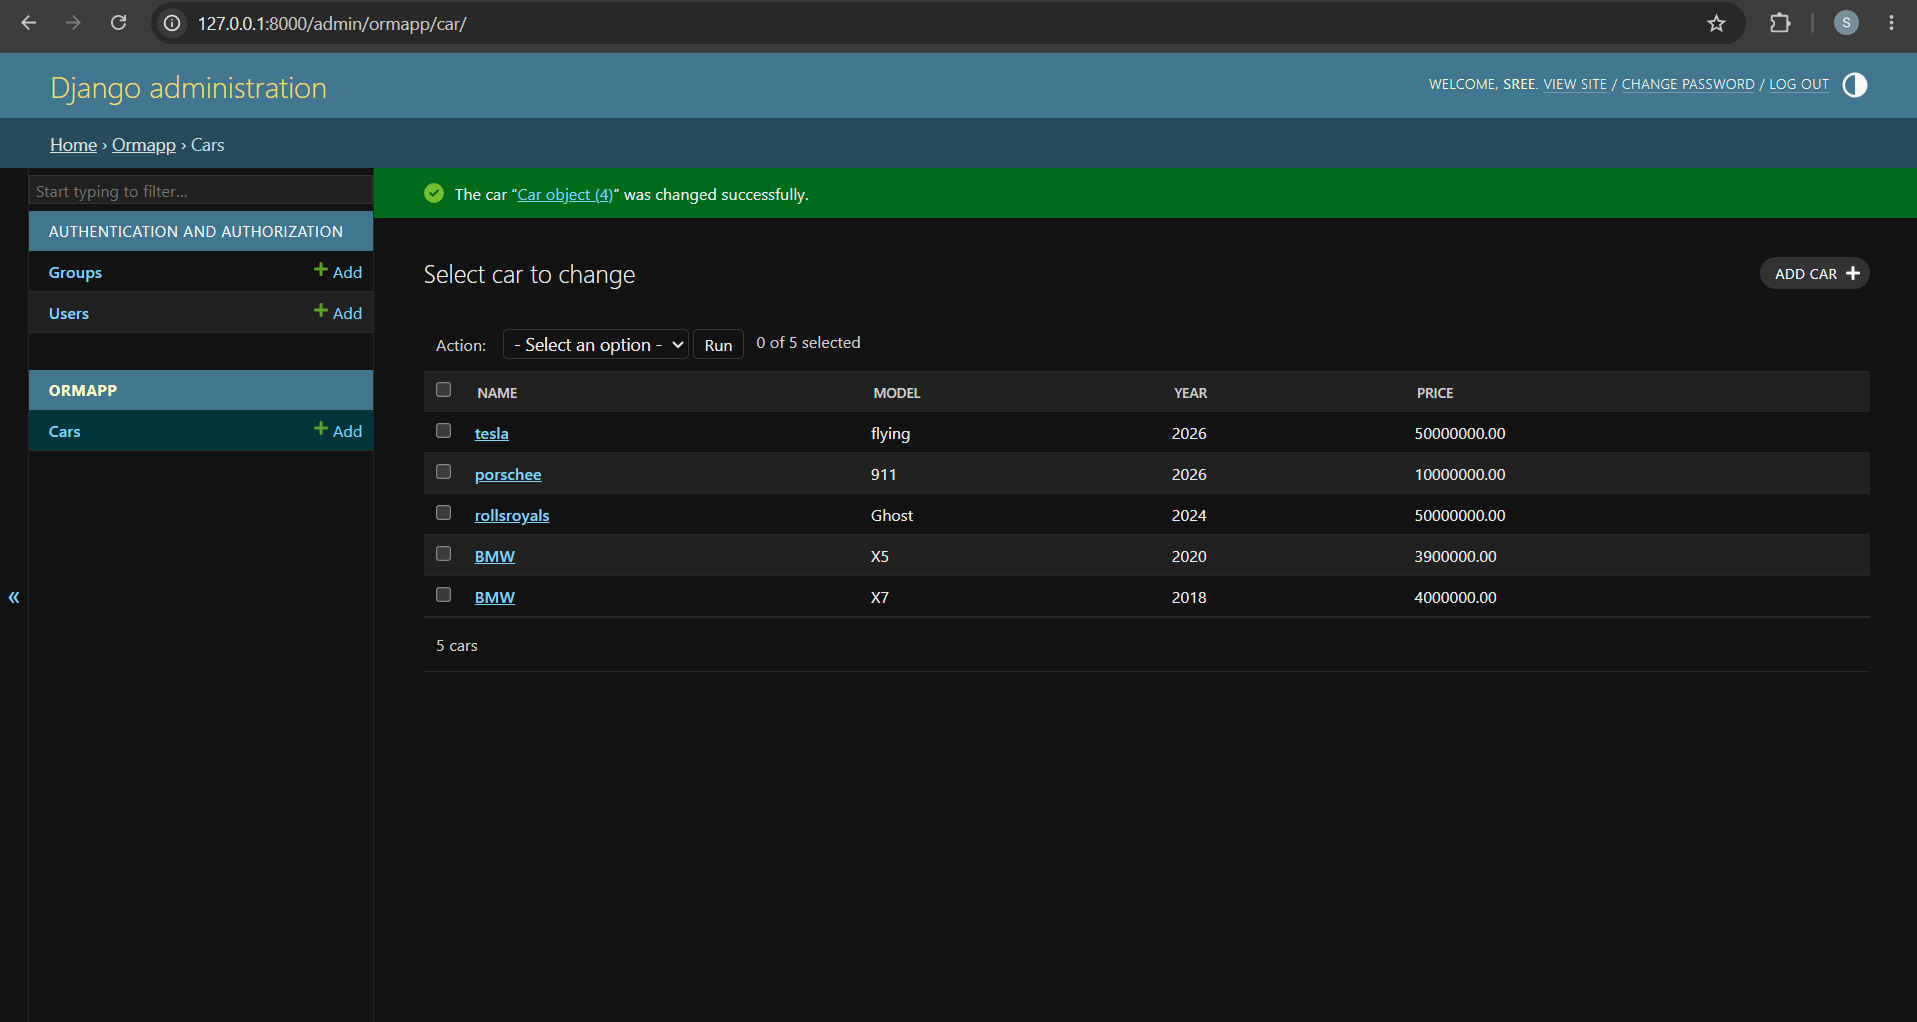 127.0.0.1:8000/admin/ormapp/car/
S
Django administration
WELCOME, SREE. VIEW SITE / CHANGE PASSWORD / LOG OUT
Home › Ormapp › Cars
Start typing to filter...
AUTHENTICATION AND AUTHORIZATION
Groups + Add
Users + Add
ORMAPP
Cars + Add
«
The car “Car object (4)” was changed successfully.
Select car to change
ADD CAR +
Action: - Select an option - Run 0 of 5 selected
NAME MODEL YEAR PRICE
tesla flying 2026 50000000.00
porschee 911 2026 10000000.00
rollsroyals Ghost 2024 50000000.00
BMW X5 2020 3900000.00
BMW X7 2018 4000000.00
5 cars